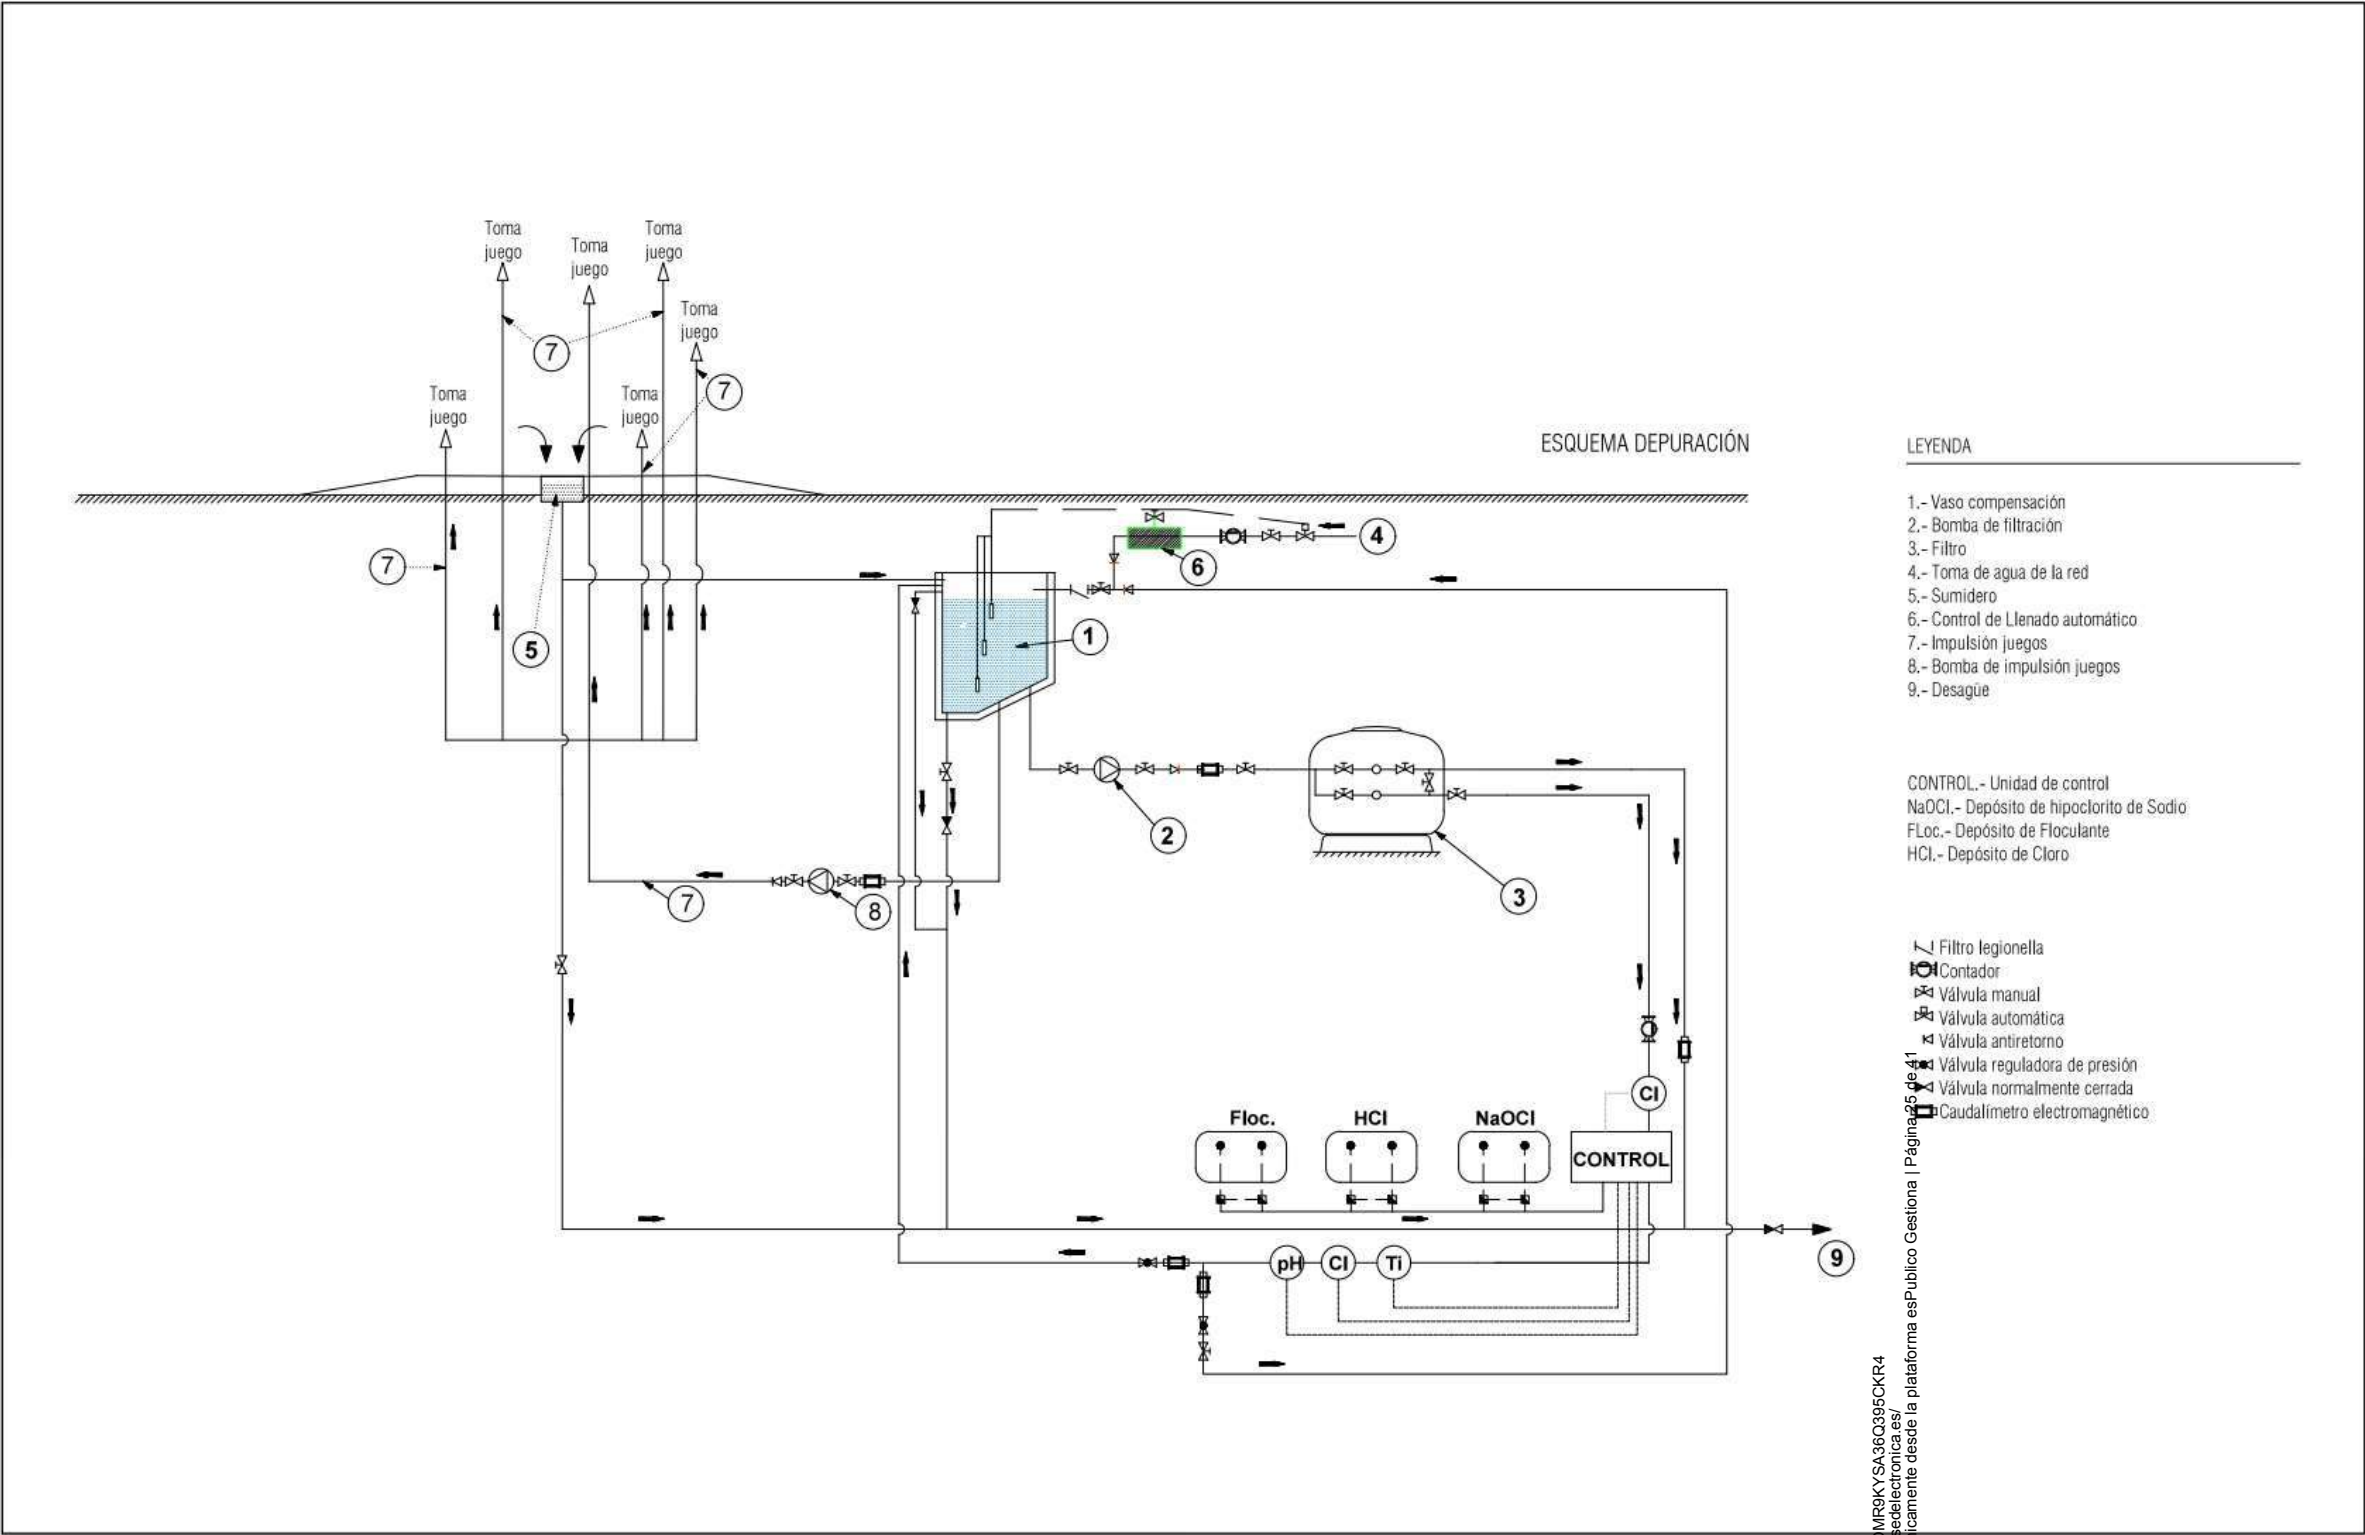 Toma
juego
Toma
juego
Toma
juego
Toma
juego
Toma
juego
Toma
juego
7
7
7
5
7
8
1
2
3
4
6
9
ESQUEMA DEPURACIÓN
Floc.
HCl
NaOCl
Cl
CONTROL
pH
Cl
Ti
LEYENDA
1.- Vaso compensación
2.- Bomba de filtración
3.- Filtro
4.- Toma de agua de la red
5.- Sumidero
6.- Control de Llenado automático
7.- Impulsión juegos
8.- Bomba de impulsión juegos
9.- Desagüe
CONTROL.- Unidad de control
NaOCl.- Depósito de hipoclorito de Sodio
FLoc.- Depósito de Floculante
HCl.- Depósito de Cloro
Filtro legionella
Contador
Válvula manual
Válvula automática
Válvula antiretorno
Válvula reguladora de presión
Válvula normalmente cerrada
Caudalímetro electromagnético
MR9KYSA36Q395CKR4
sedelectronica.es/
icamente desde la plataforma esPublico Gestiona | Página 25 de 41